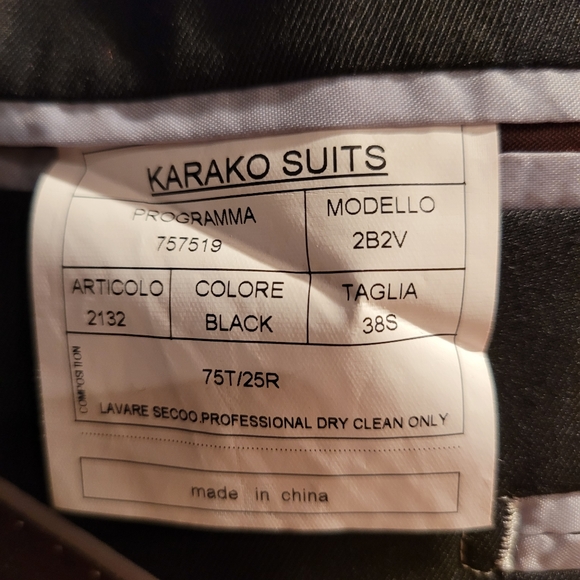 KARAKO SUITS
PROGRAMMA
757519
MODELLO
2B2V
ARTICOLO
2132
COLORE
BLACK
TAGLIA
38S
COMPOSITION
75T/25R
LAVARE SECOO.PROFESSIONAL DRY CLEAN ONLY
made in china